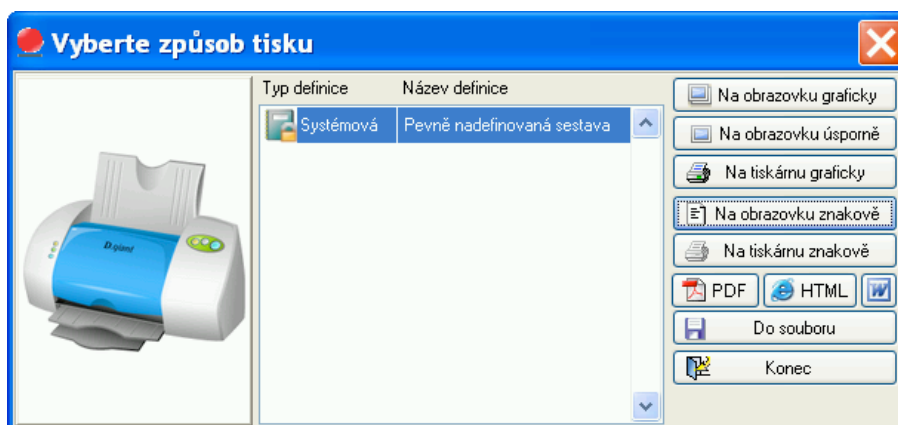 Vyberte způsob tisku
Typ definice Název definice
Systémová Pevně nadefinovaná sestava
Na obrazovku graficky
Na obrazovku úsporně
Na tiskárnu graficky
Na obrazovku znakově
Na tiskárnu znakově
PDF HTML W
Do souboru
Konec